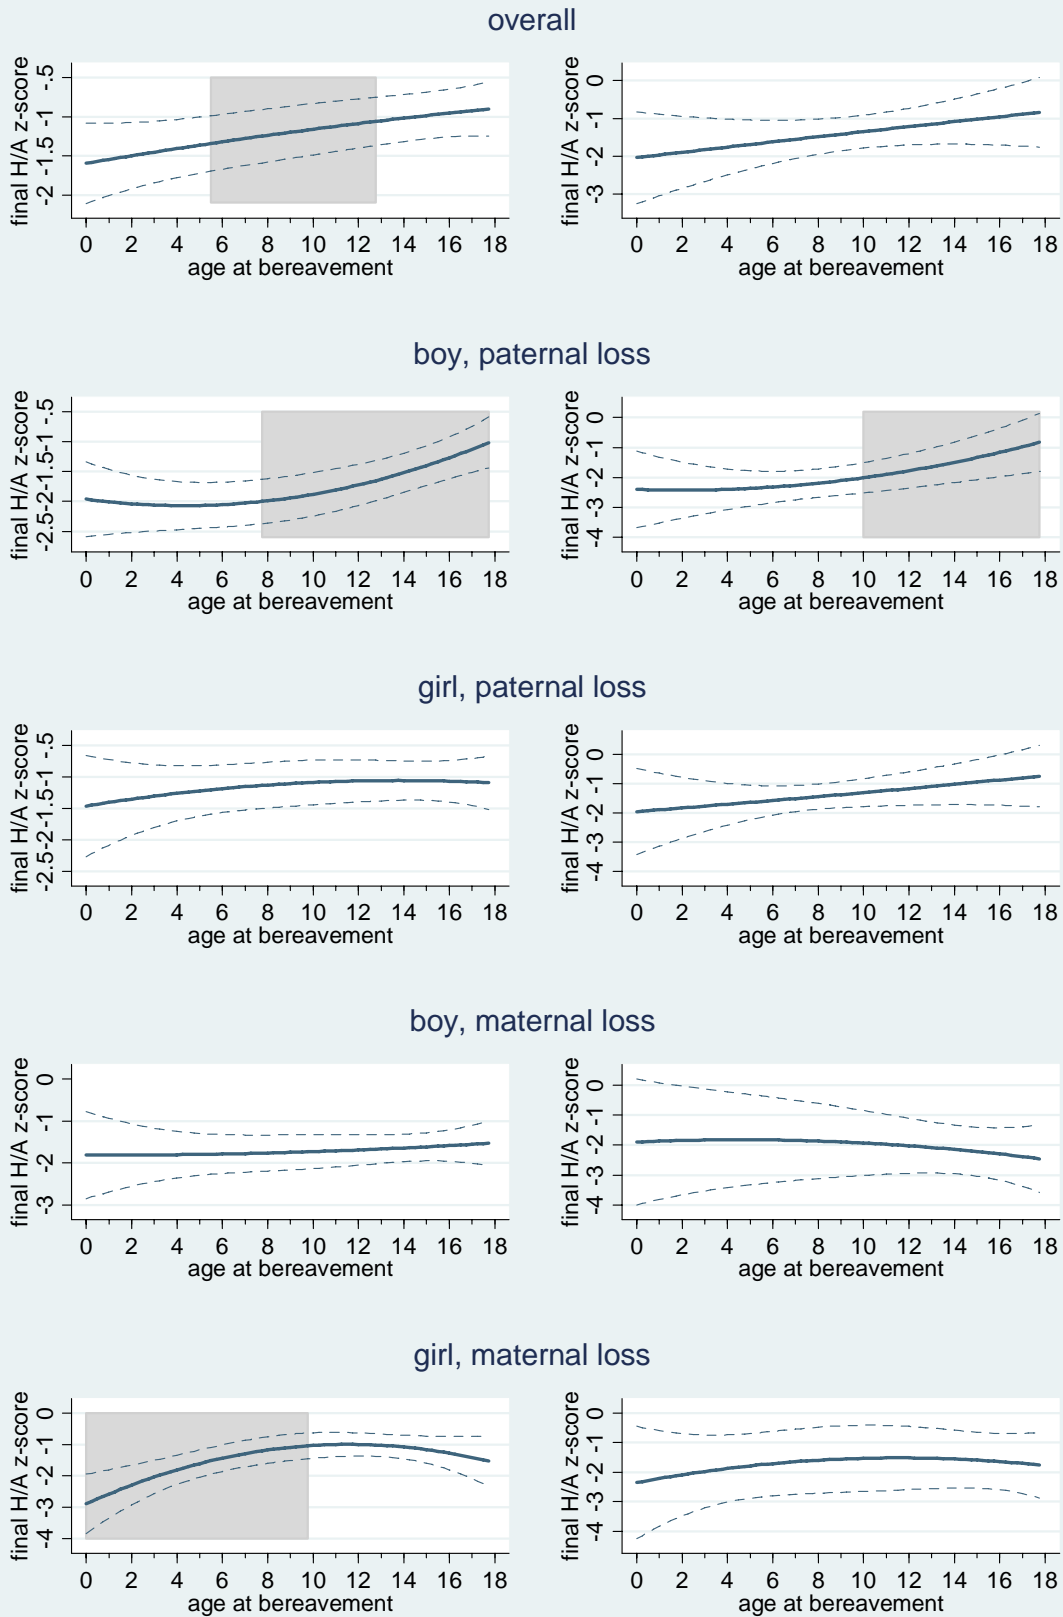 overall
final H/A z-score
-.5
-1
-1.5
-2
0 2 4 6 8 10 12 14 16 18
age at bereavement
final H/A z-score
0
-1
-2
-3
0 2 4 6 8 10 12 14 16 18
age at bereavement
boy, paternal loss
final H/A z-score
-.5
-1
-1.5
-2
-2.5
0 2 4 6 8 10 12 14 16 18
age at bereavement
final H/A z-score
0
-1
-2
-3
-4
0 2 4 6 8 10 12 14 16 18
age at bereavement
girl, paternal loss
final H/A z-score
-.5
-1
-1.5
-2
-2.5
0 2 4 6 8 10 12 14 16 18
age at bereavement
final H/A z-score
0
-1
-2
-3
-4
0 2 4 6 8 10 12 14 16 18
age at bereavement
boy, maternal loss
final H/A z-score
0
-1
-2
-3
0 2 4 6 8 10 12 14 16 18
age at bereavement
final H/A z-score
0
-1
-2
-3
-4
0 2 4 6 8 10 12 14 16 18
age at bereavement
girl, maternal loss
final H/A z-score
0
-1
-2
-3
-4
0 2 4 6 8 10 12 14 16 18
age at bereavement
final H/A z-score
0
-1
-2
-3
-4
0 2 4 6 8 10 12 14 16 18
age at bereavement